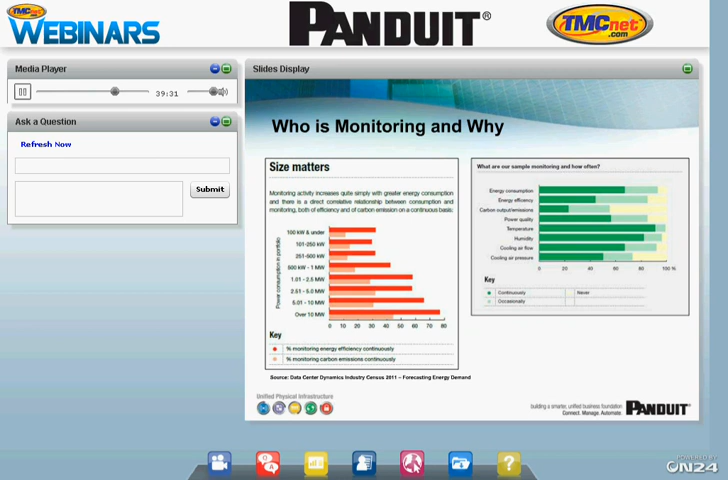 TMCnet
WEBINARS
PANDUIT®
TMCnet
.com
Media Player
39:31
Ask a Question
Refresh Now
Submit
Slides Display
Who is Monitoring and Why
Size matters
Monitoring activity increases quite simply with greater energy consumption
and there is a direct correlative relationship between consumption and
monitoring, both of efficiency and of carbon emission on a continuous basis:
Power consumption in portfolio
100 kW & under
101-250 kW
251-500 kW
500 kW - 1 MW
1.01 - 2.5 MW
2.51 - 5.0 MW
5.01 - 10 MW
Over 10 MW
0 10 20 30 40 50 60 70 80
Key
% monitoring energy efficiency continuously
% monitoring carbon emissions continuously
What are our sample monitoring and how often?
Energy consumption
Energy efficiency
Carbon output/emissions
Power quality
Temperature
Humidity
Cooling air flow
Cooling air pressure
0 20 40 60 80 100 %
Key
Continuously
Never
Occasionally
Source: Data Center Dynamics Industry Census 2011 – Forecasting Energy Demand
Unified Physical Infrastructure
building a smarter, unified business foundation
Connect. Manage. Automate.
PANDUIT
Q
A
?
POWERED BY
ON24